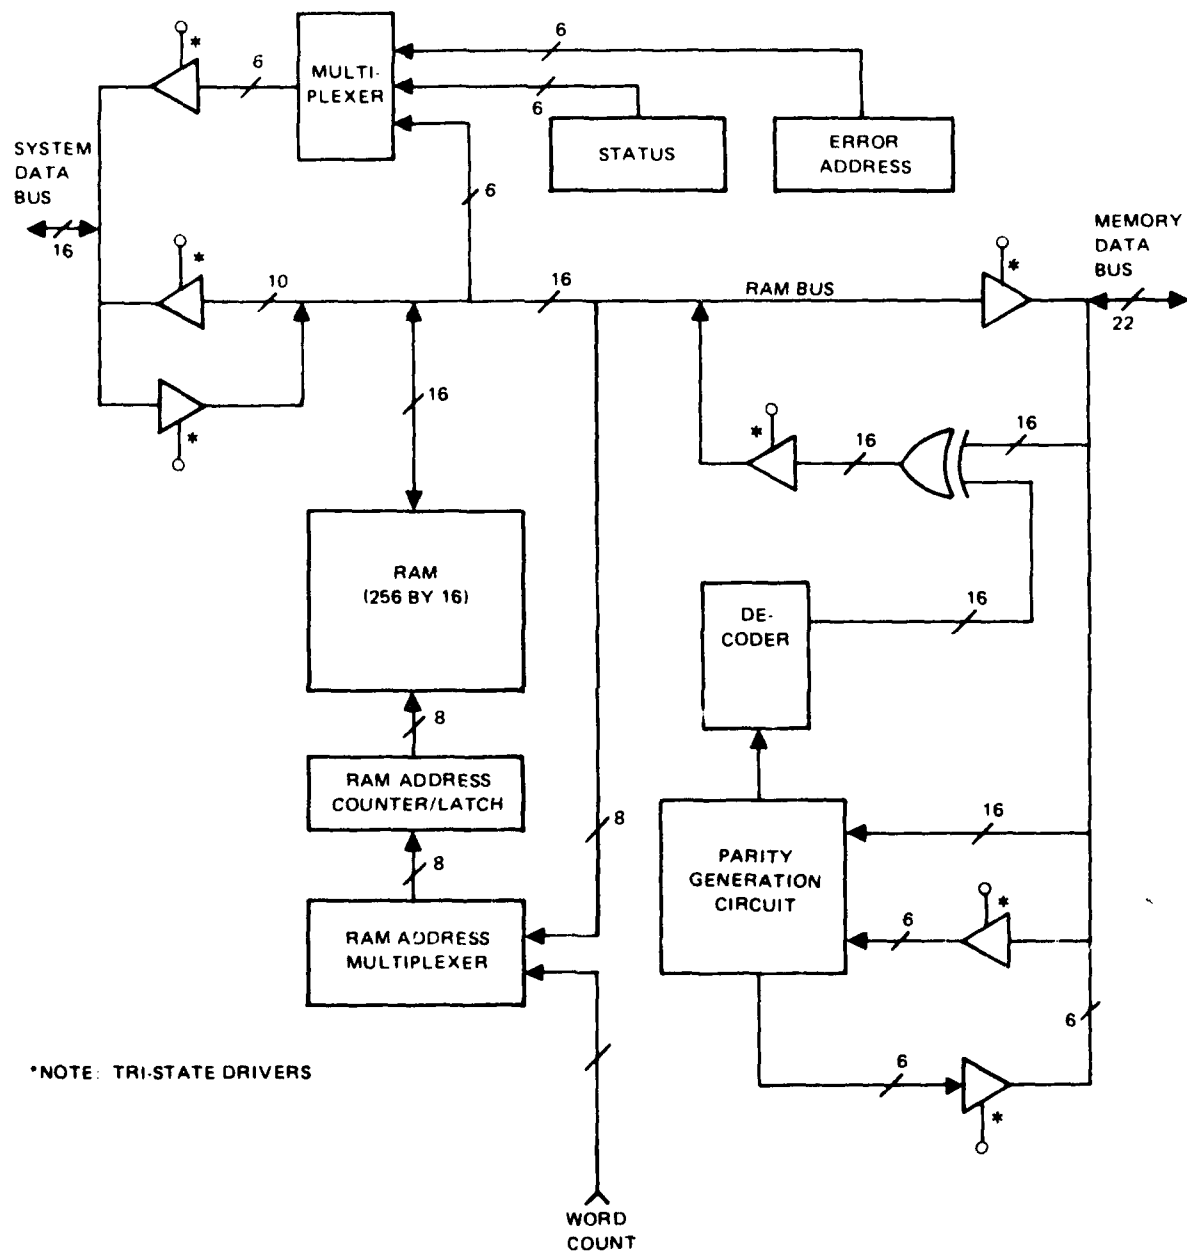 6
*
MULTI-
PLEXER
6
6
6
STATUS
ERROR
ADDRESS
SYSTEM
DATA
BUS
16
6
*
10
16
RAM BUS
*
MEMORY
DATA
BUS
22
*
16
*
16
16
RAM
(256 BY 16)
DE-
CODER
16
8
RAM ADDRESS
COUNTER/LATCH
8
8
RAM ADDRESS
MULTIPLEXER
PARITY
GENERATION
CIRCUIT
16
*
6
6
6
*
*NOTE: TRI-STATE DRIVERS
WORD
COUNT